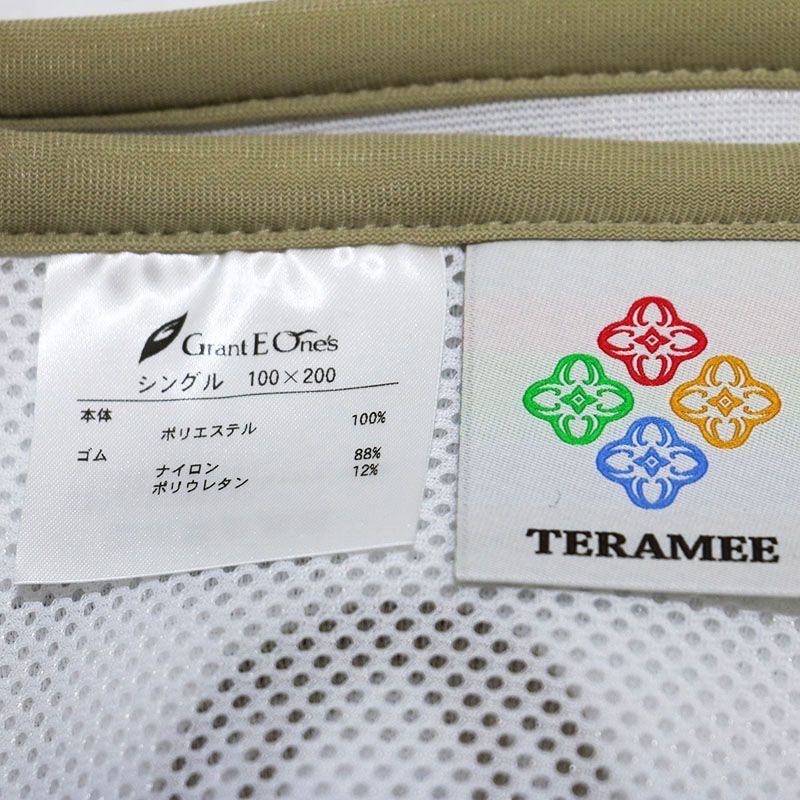 Grant E One's
シングル 100×200
本体 ポリエステル 100%
ゴム ナイロン 88%
ポリウレタン 12%
TERAMEE